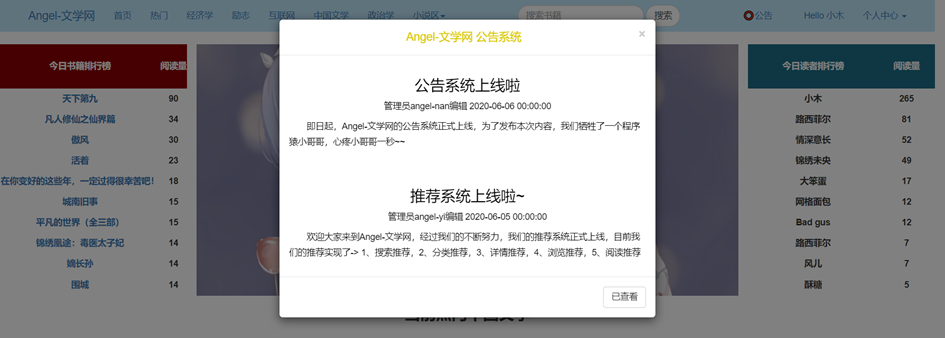 Angel-文学网 首页 热门 经济学 励志 互联网 中国文学 政治学 小说区 搜索书籍 搜索 公告 Hello 小木 个人中心
Angel-文学网 公告系统
×
公告系统上线啦
管理员angel-nan编辑 2020-06-06 00:00:00
即日起，Angel-文学网的公告系统正式上线，为了发布本次内容，我们牺牲了一个程序
猿小哥哥，心疼小哥哥一秒~~
推荐系统上线啦~
管理员angel-yi编辑 2020-06-05 00:00:00
欢迎大家来到Angel-文学网，经过我们的不断努力，我们的推荐系统正式上线，目前我
们的推荐实现了-> 1、搜索推荐，2、分类推荐，3、详情推荐，4、浏览推荐，5、阅读推荐
已查看
今日书籍排行榜 阅读量
天下第九 90
凡人修仙之仙界篇 34
傲风 30
活着 23
在你变好的这些年，一定过得很幸苦吧！ 18
城南旧事 15
平凡的世界（全三部） 15
锦绣凰途：毒医太子妃 14
嫡长孙 14
围城 14
今日读者排行榜 阅读量
小木 265
路西菲尔 81
情深意长 52
锦绣未央 49
大笨蛋 17
网格面包 12
Bad gus 12
路西菲尔 7
风儿 7
酥糖 5